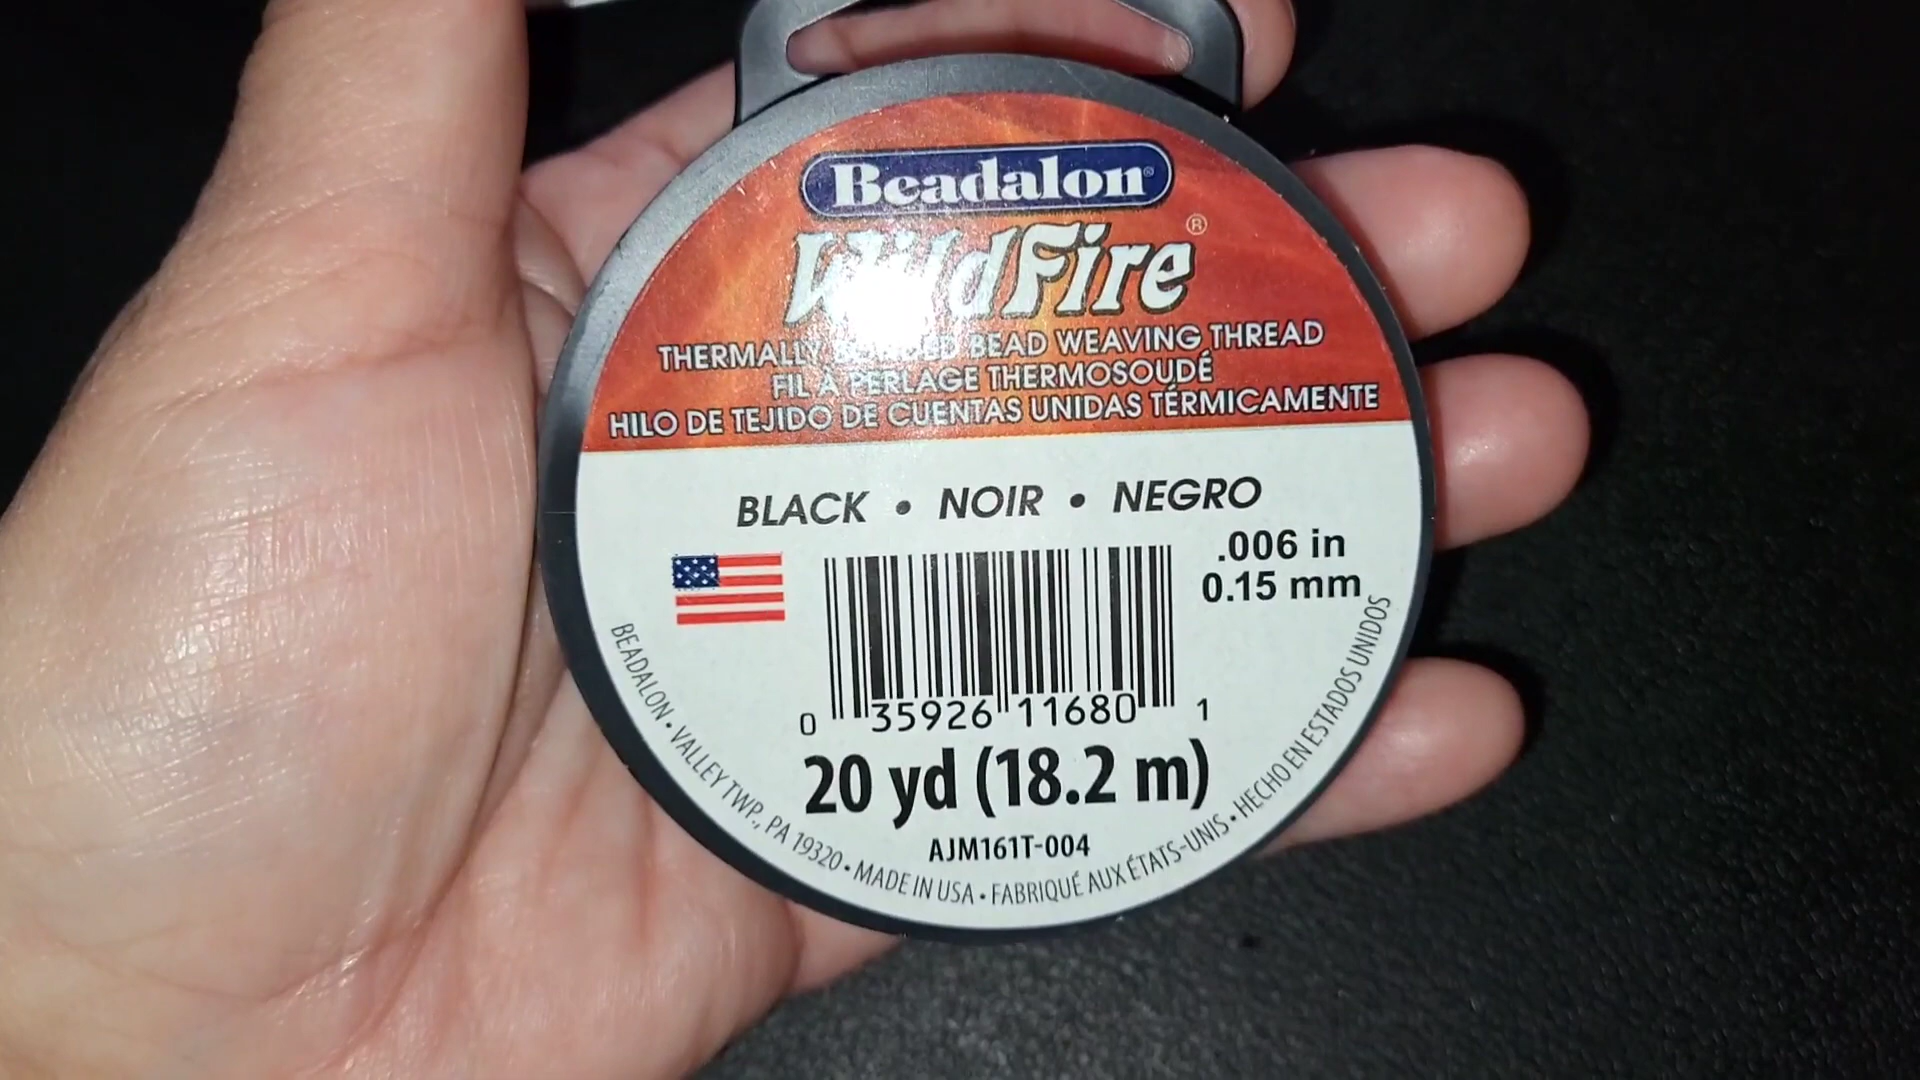 Beadalon®
WildFire®
THERMALLY BONDED BEAD WEAVING THREAD
FIL À PERLAGE THERMOSOUDÉ
HILO DE TEJIDO DE CUENTAS UNIDAS TÉRMICAMENTE
BLACK • NOIR • NEGRO
.006 in
0.15 mm
0 35926 11680 1
20 yd (18.2 m)
AJM161T-004
BEADALON • VALLEY TWP., PA 19320 • MADE IN USA • FABRIQUÉ AUX ÉTATS-UNIS • HECHO EN ESTADOS UNIDOS